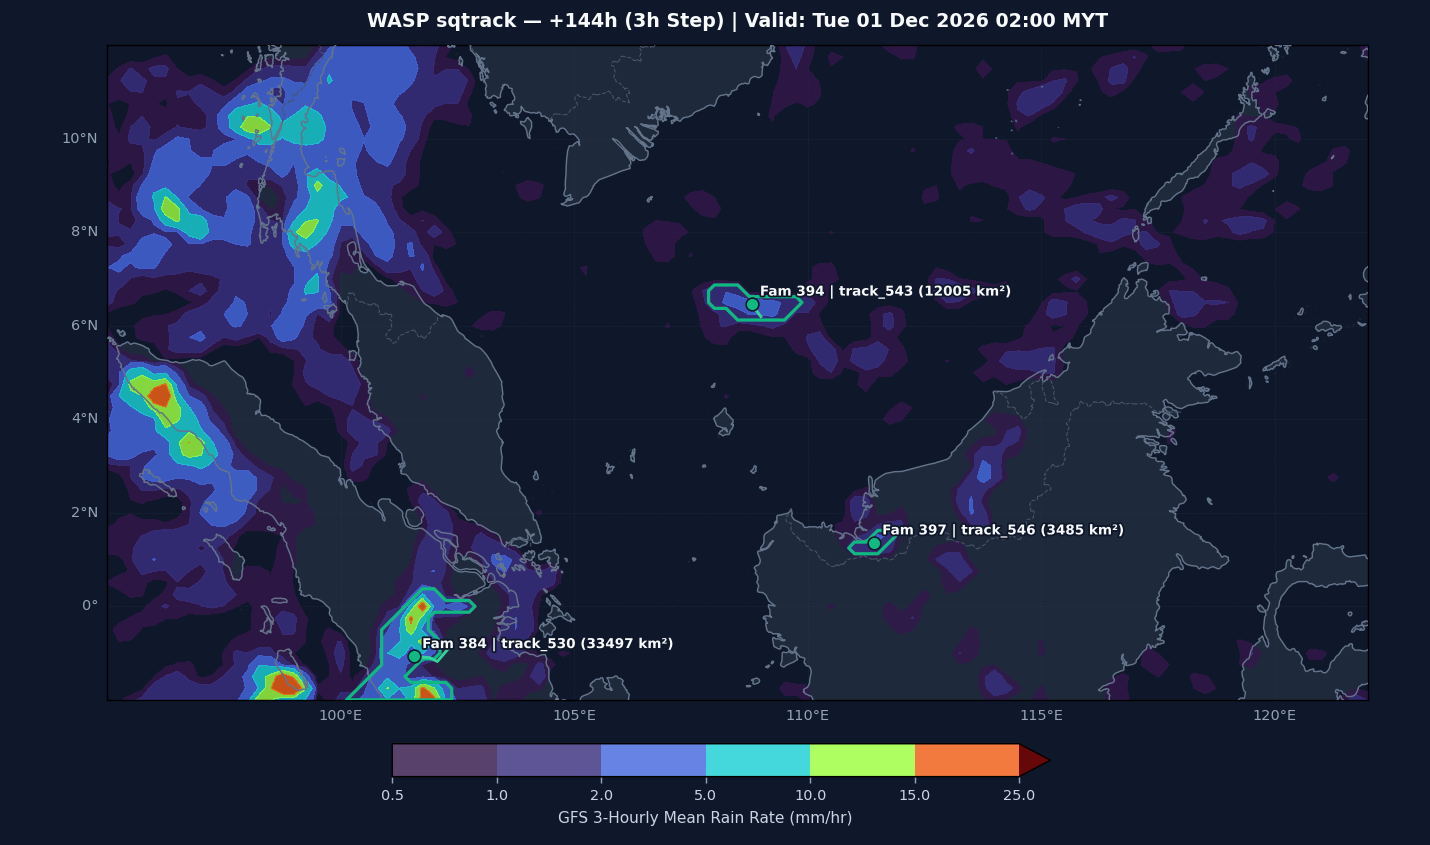 WASP sqtrack — +144h (3h Step) | Valid: Tue 01 Dec 2026 02:00 MYT
10°N
8°N
6°N
4°N
2°N
0°
Fam 394 | track_543 (12005 km²)
Fam 397 | track_546 (3485 km²)
Fam 384 | track_530 (33497 km²)
100°E
105°E
110°E
115°E
120°E
0.5
1.0
2.0
5.0
10.0
15.0
25.0
GFS 3-Hourly Mean Rain Rate (mm/hr)